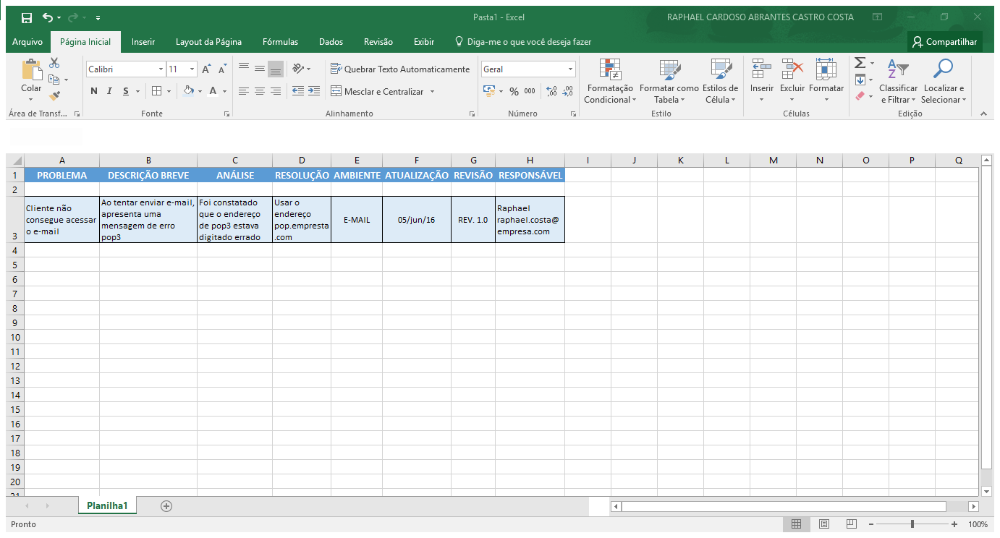 Pasta1 - Excel
RAPHAEL CARDOSO ABRANTES CASTRO COSTA
Arquivo
Página Inicial
Inserir
Layout da Página
Fórmulas
Dados
Revisão
Exibir
Diga-me o que você deseja fazer
Compartilhar
Colar
Área de Transf...
Calibri
11
A A
N I S
A
Fonte
Quebrar Texto Automaticamente
Mesclar e Centralizar
Alinhamento
Geral
% 000
,00
,00
Número
Formatação
Condicional
Formatar como
Tabela
Estilos de
Célula
Estilo
Inserir
Excluir
Formatar
Células
Classificar
e Filtrar
Localizar e
Selecionar
Edição
A B C D E F G H I J K L M N O P Q
1 PROBLEMA DESCRIÇÃO BREVE ANÁLISE RESOLUÇÃO AMBIENTE ATUALIZAÇÃO REVISÃO RESPONSÁVEL
2
3
Cliente não
consegue acessar
o e-mail
Ao tentar enviar e-mail,
apresenta uma
mensagem de erro
pop3
Foi constatado
que o endereço
de pop3 estava
digitado errado
Usar o
endereço
pop.empresta
.com
E-MAIL
05/jun/16
REV. 1.0
Raphael
raphael.costa@
empresa.com
4
5
6
7
8
9
10
11
12
13
14
15
16
17
18
19
20
21
Planilha1
Pronto
100%